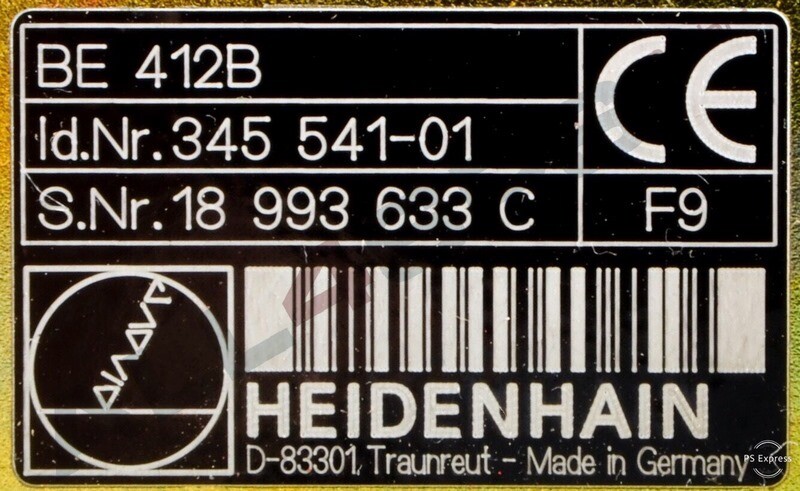 BE 412B
Id.Nr.345 541-01
S.Nr.18 993 633 C
F9
HEIDENHAIN
D-83301 Traunreut - Made in Germany
PS Express